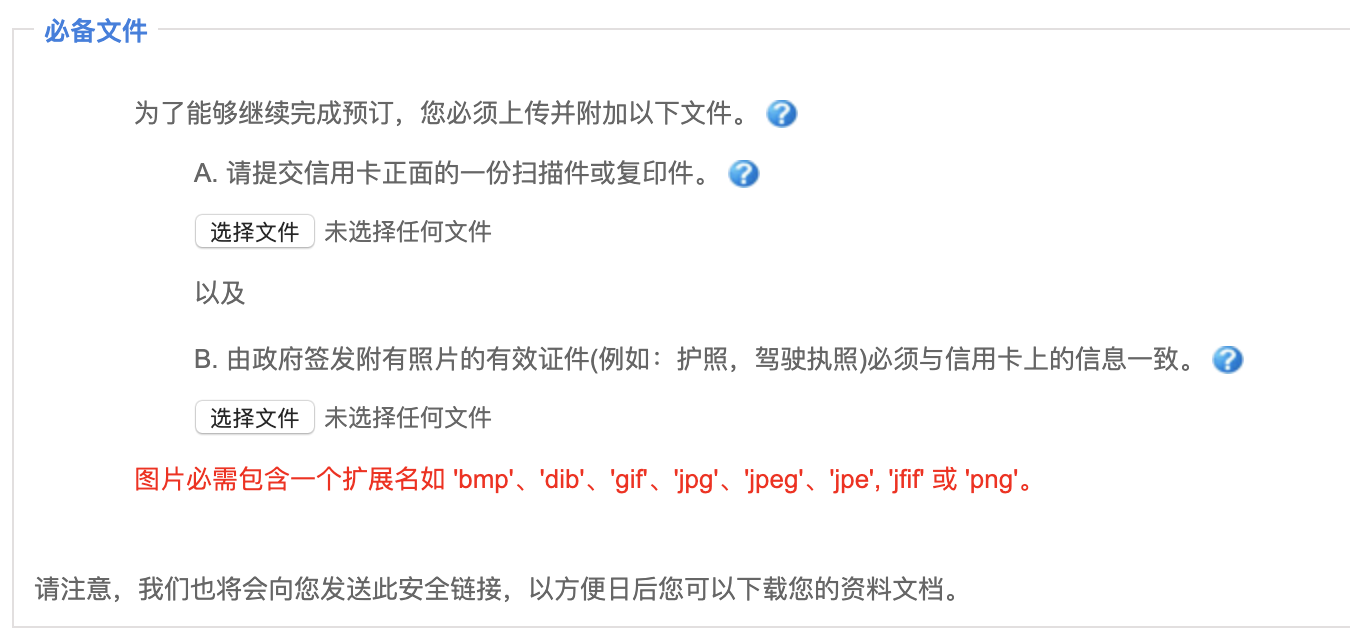 必备文件
为了能够继续完成预订，您必须上传并附加以下文件。
A. 请提交信用卡正面的一份扫描件或复印件。
选择文件 未选择任何文件
以及
B. 由政府签发附有照片的有效证件(例如：护照，驾驶执照)必须与信用卡上的信息一致。
选择文件 未选择任何文件
图片必需包含一个扩展名如 'bmp'、'dib'、'gif'、'jpg'、'jpeg'、'jpe', 'jfif' 或 'png'。
请注意，我们也将会向您发送此安全链接，以方便日后您可以下载您的资料文档。